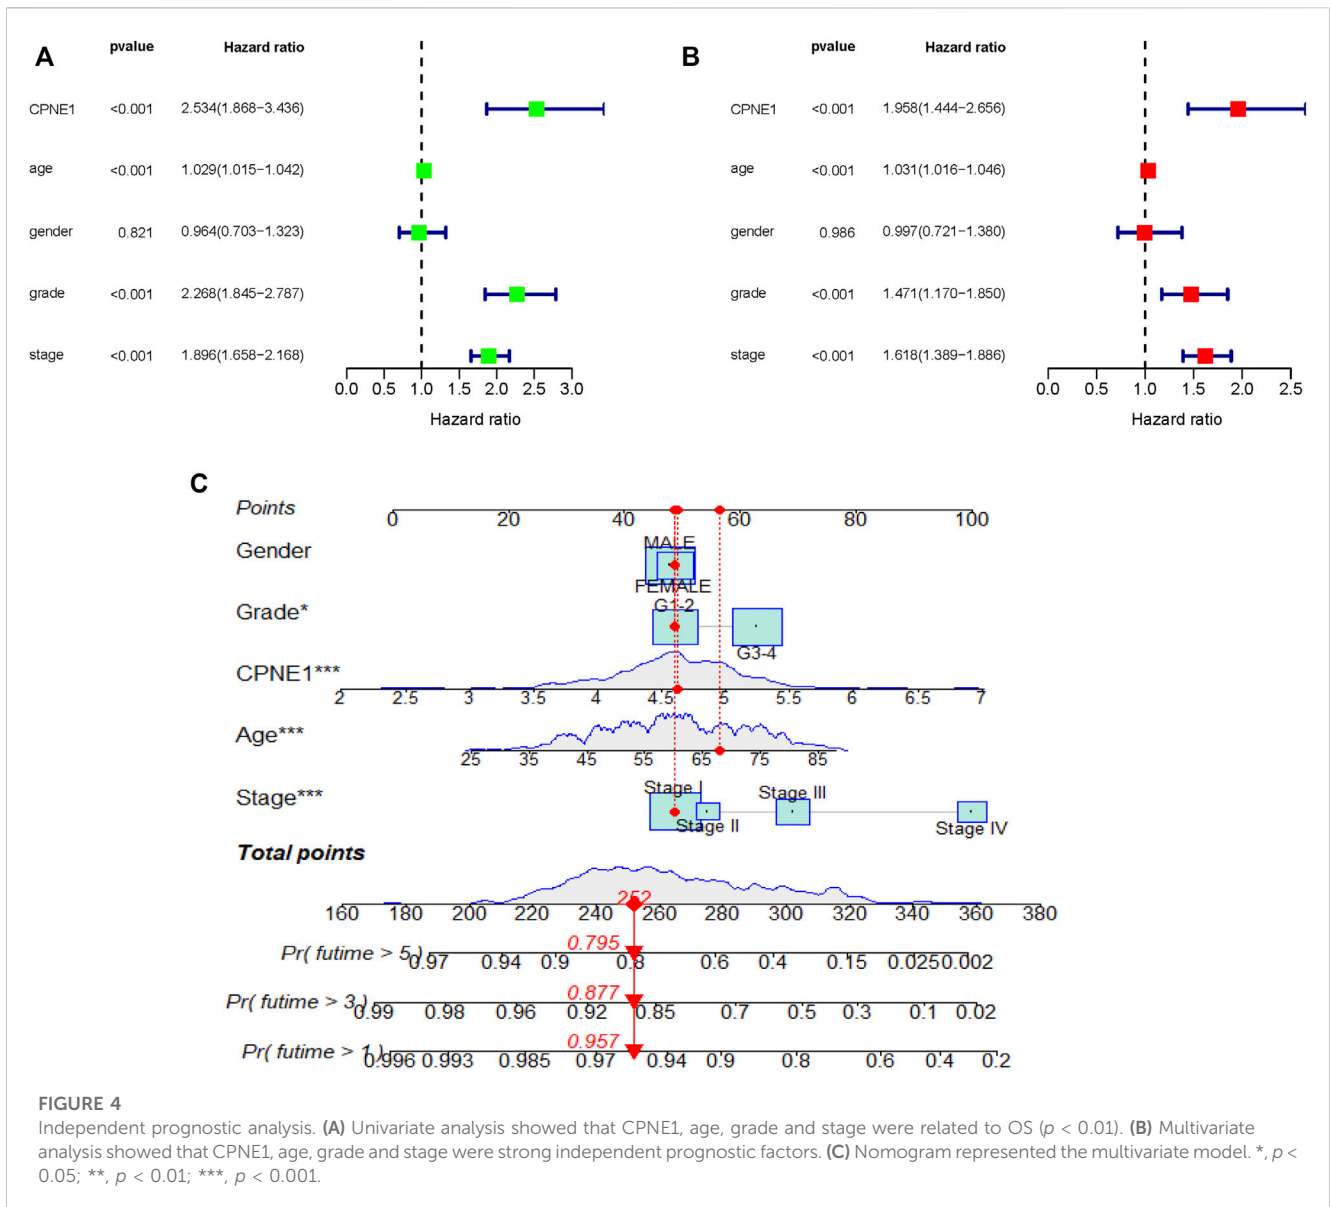 A
pvalue Hazard ratio
CPNE1 <0.001 2.534(1.868−3.436)
age <0.001 1.029(1.015−1.042)
gender 0.821 0.964(0.703−1.323)
grade <0.001 2.268(1.845−2.787)
stage <0.001 1.896(1.658−2.168)
0.0 0.5 1.0 1.5 2.0 2.5 3.0
Hazard ratio
B
pvalue Hazard ratio
CPNE1 <0.001 1.958(1.444−2.656)
age <0.001 1.031(1.016−1.046)
gender 0.986 0.997(0.721−1.380)
grade <0.001 1.471(1.170−1.850)
stage <0.001 1.618(1.389−1.886)
0.0 0.5 1.0 1.5 2.0 2.5
Hazard ratio
C
Points
0 20 40 60 80 100
Gender
MALE
FEMALE
Grade*
G1-2
G3-4
CPNE1***
2 2.5 3 3.5 4 4.5 5 5.5 6 6.5 7
Age***
25 35 45 55 65 75 85
Stage***
Stage I
Stage II
Stage III
Stage IV
Total points
252
160 180 200 220 240 260 280 300 320 340 360 380
Pr( futime > 5 )
0.795
0.97 0.94 0.9 0.8 0.6 0.4 0.15 0.025 0.002
Pr( futime > 3 )
0.877
0.99 0.98 0.96 0.92 0.85 0.7 0.5 0.3 0.1 0.02
Pr( futime > 1 )
0.957
0.996 0.993 0.985 0.97 0.94 0.9 0.8 0.6 0.4 0.2
FIGURE 4
Independent prognostic analysis. (A) Univariate analysis showed that CPNE1, age, grade and stage were related to OS (p < 0.01). (B) Multivariate
analysis showed that CPNE1, age, grade and stage were strong independent prognostic factors. (C) Nomogram represented the multivariate model. *, p <
0.05; **, p < 0.01; ***, p < 0.001.